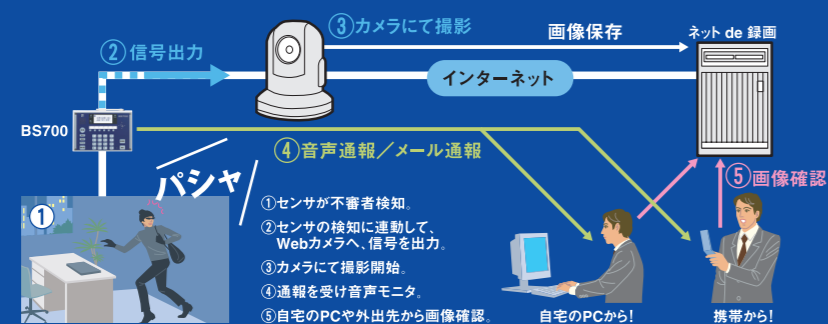 ③カメラにて撮影
画像保存
ネット de 録画
②信号出力
インターネット
BS700
④音声通報／メール通報
パシャ
⑤画像確認
①
①センサが不審者検知。
②センサの検知に連動して、
Webカメラへ、信号を出力。
③カメラにて撮影開始。
④通報を受け音声モニタ。
⑤自宅のPCや外出先から画像確認。
自宅のPCから!
携帯から!